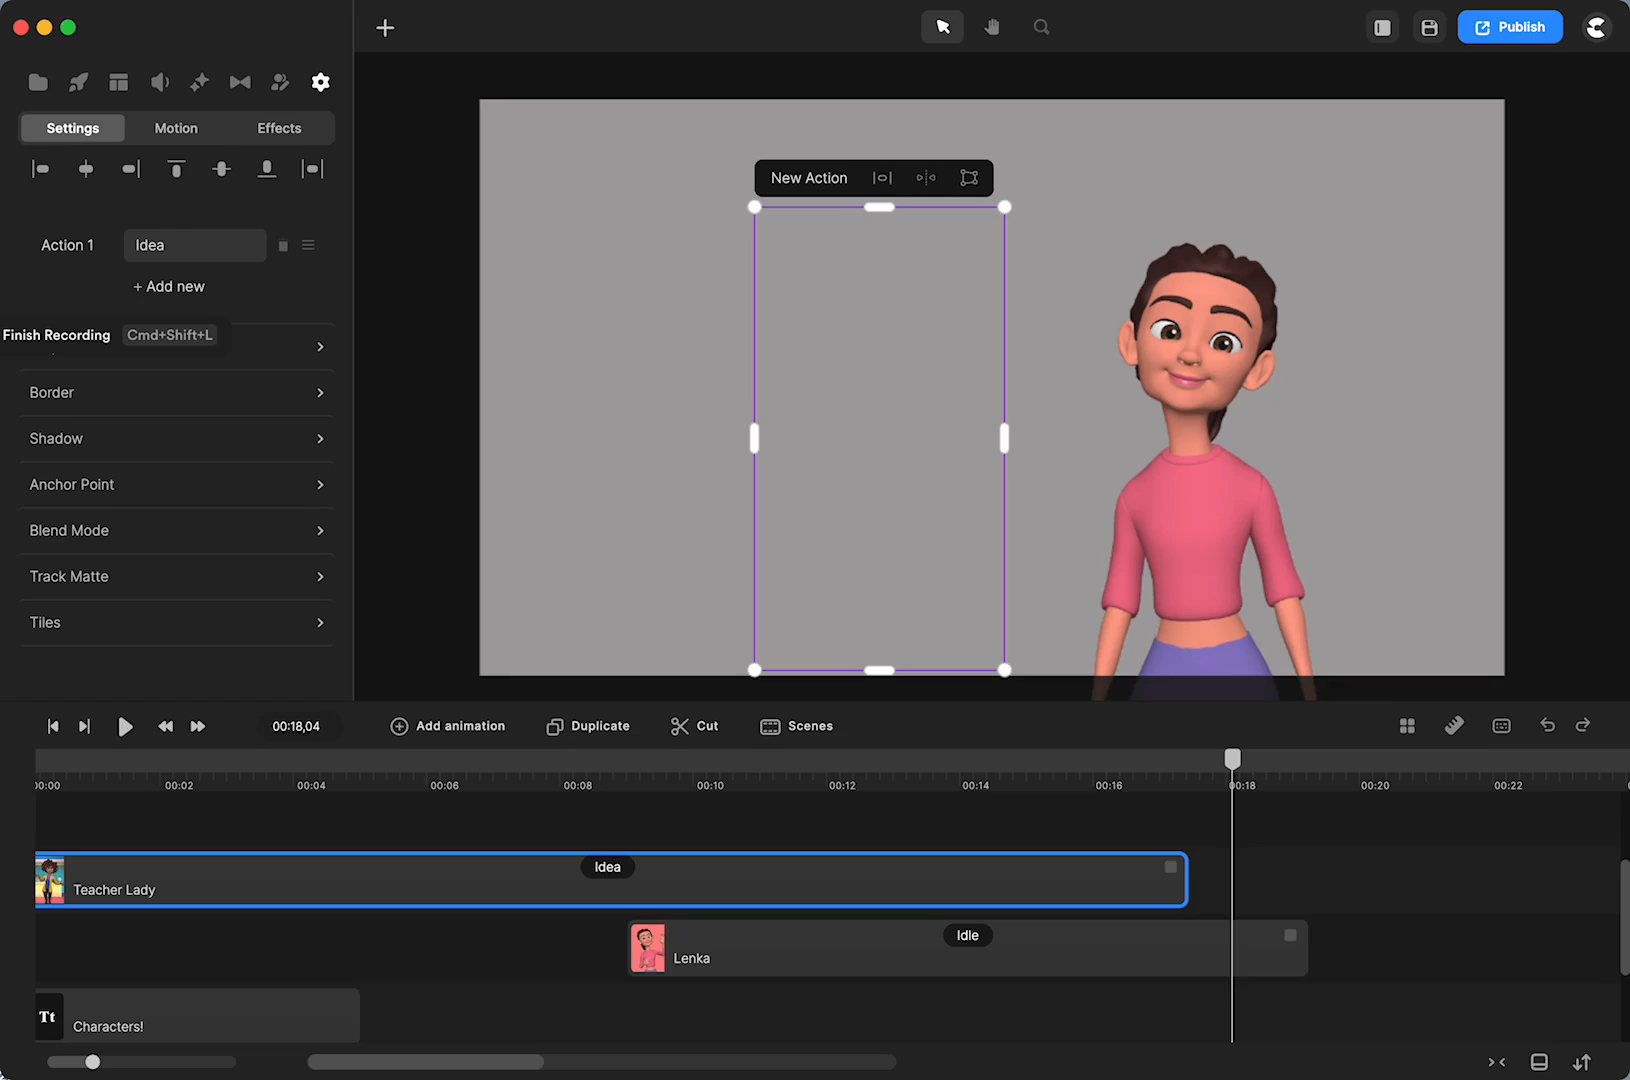 Publish
Settings
Motion
Effects
New Action
Action 1
Idea
+ Add new
Finish Recording
Cmd+Shift+L
Border
Shadow
Anchor Point
Blend Mode
Track Matte
Tiles
00:18,04
Add animation
Duplicate
Cut
Scenes
00:00
00:02
00:04
00:06
00:08
00:10
00:12
00:14
00:16
00:18
00:20
00:22
Idea
Teacher Lady
Idle
Lenka
Tt
Characters!